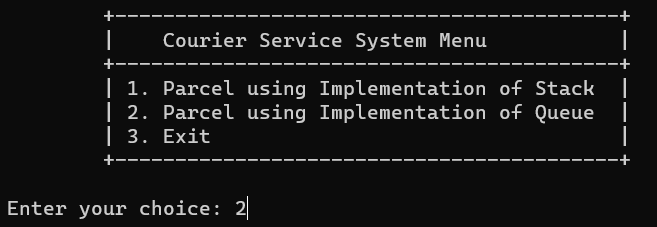 Courier Service System Menu
1. Parcel using Implementation of Stack
2. Parcel using Implementation of Queue
3. Exit
Enter your choice: 2